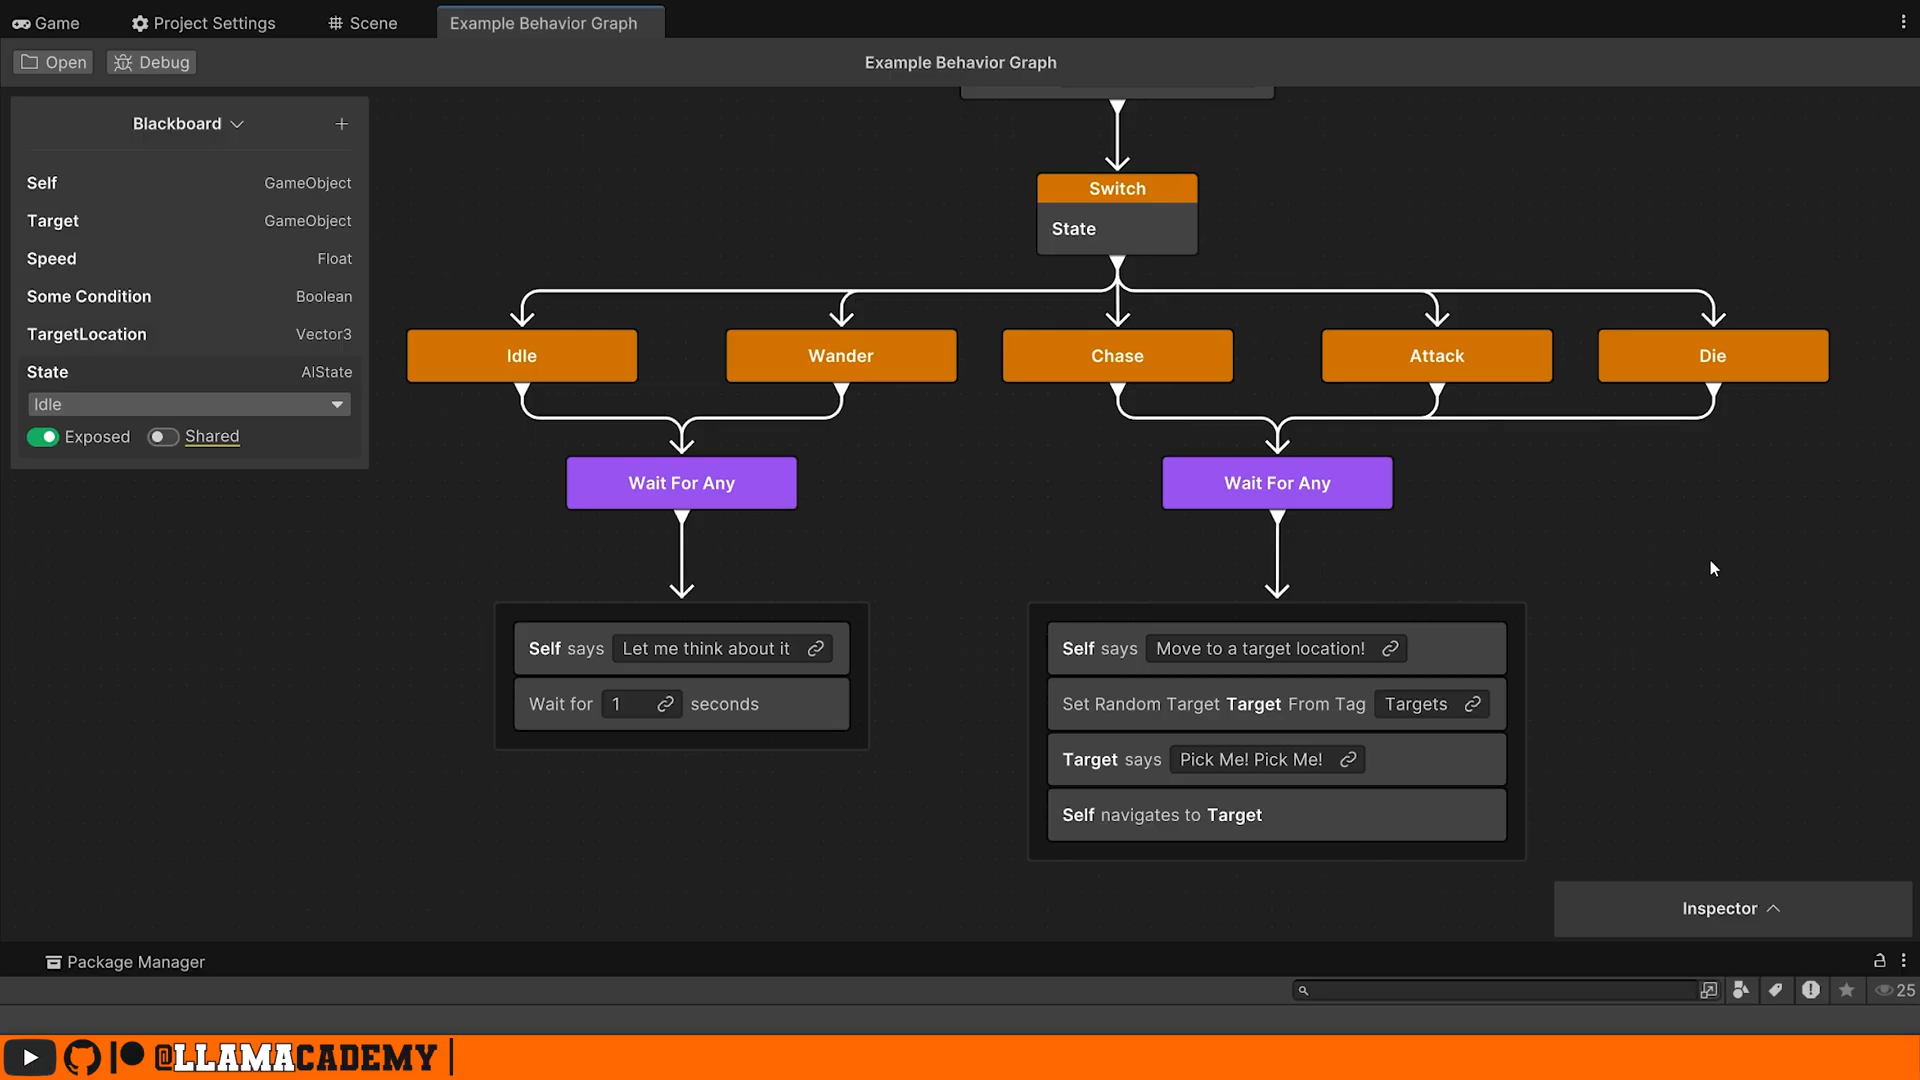 Game
Project Settings
Scene
Example Behavior Graph
Open
Debug
Example Behavior Graph
Blackboard
Self GameObject
Target GameObject
Speed Float
Some Condition Boolean
TargetLocation Vector3
State AIState
Idle
Exposed Shared
Switch
State
Idle
Wander
Chase
Attack
Die
Wait For Any
Wait For Any
Self says Let me think about it
Wait for 1 seconds
Self says Move to a target location!
Set Random Target Target From Tag Targets
Target says Pick Me! Pick Me!
Self navigates to Target
Inspector
Package Manager
25
@LLAMACADEMY